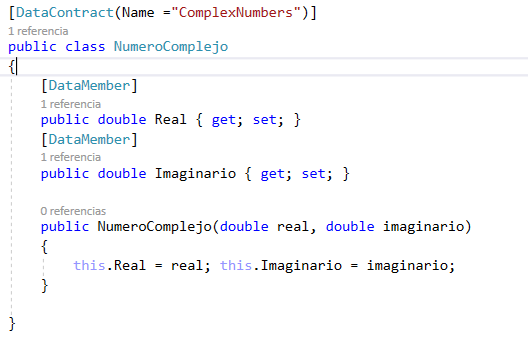 [DataContract(Name ="ComplexNumbers")]
1 referencia
public class NumeroComplejo
{
[DataMember]
1 referencia
public double Real { get; set; }
[DataMember]
1 referencia
public double Imaginario { get; set; }
0 referencias
public NumeroComplejo(double real, double imaginario)
{
this.Real = real; this.Imaginario = imaginario;
}
}